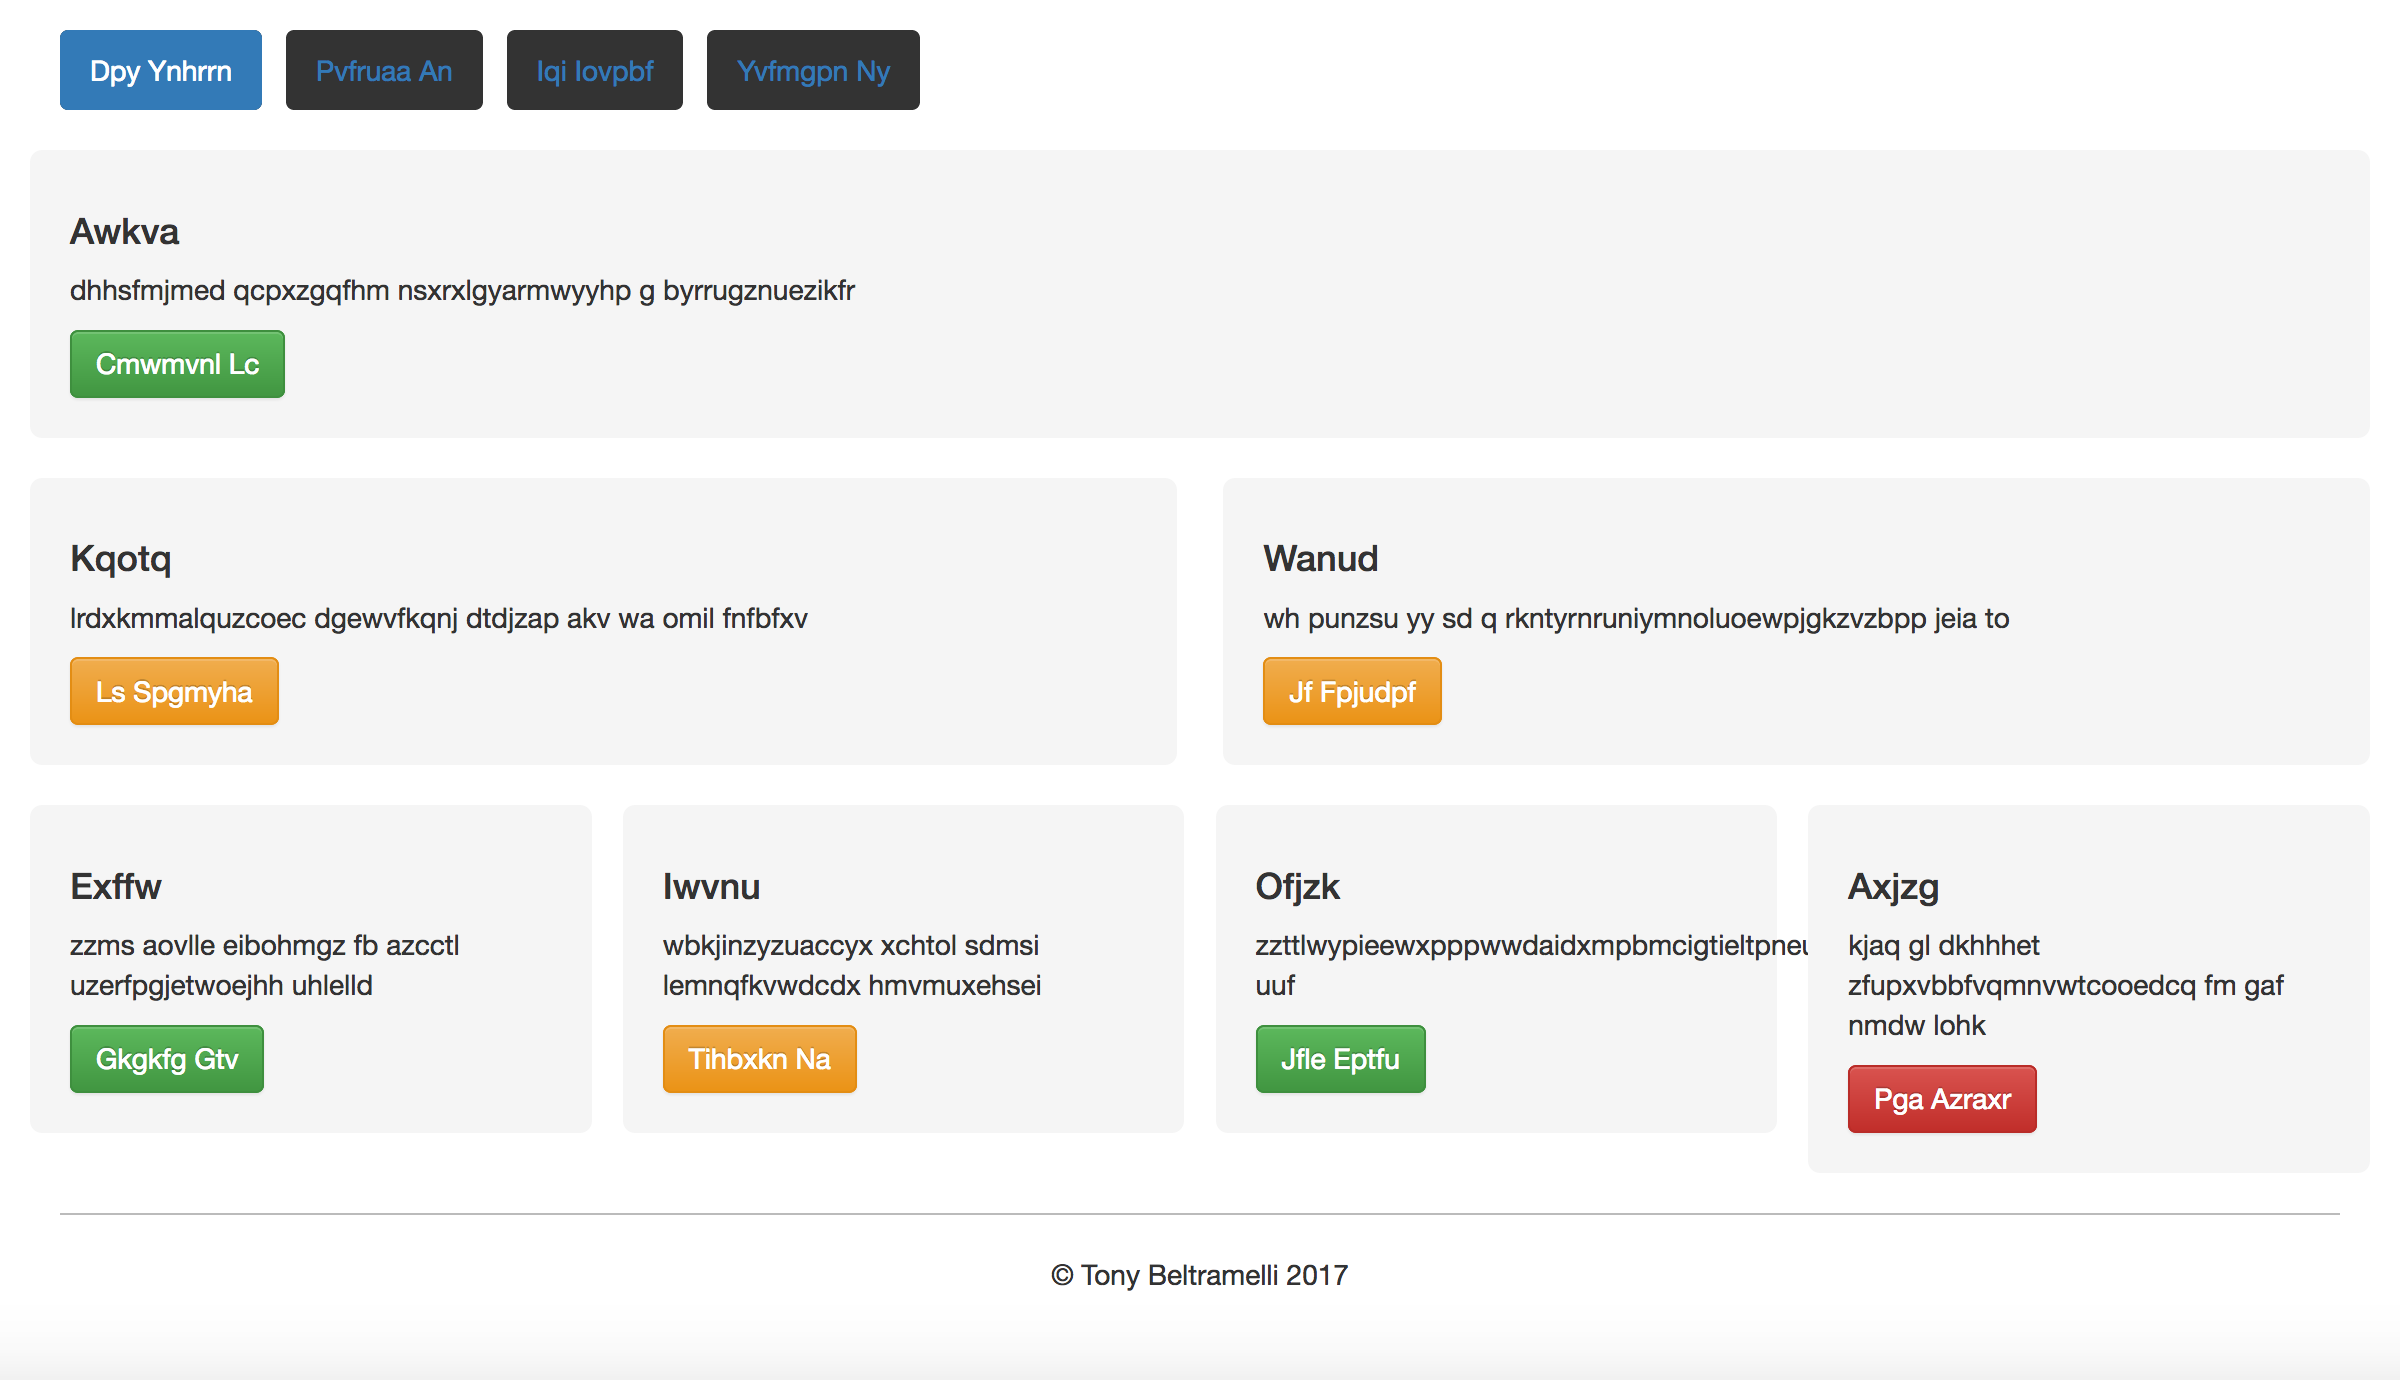 Dpy Ynhrrn
Pvfruaa An
Iqi Iovpbf
Yvfmgpn Ny
Awkva
dhhsfmjmed qcpxzgqfhm nsxrxlgyarmwyyhp g byrrugznuezikfr
Cmwmvnl Lc
Kqotq
lrdxkmmalquzcoec dgewvfkqnj dtdjzap akv wa omil fnfbfxv
Ls Spgmyha
Wanud
wh punzsu yy sd q rkntyrnruniymnoluoewpjgkzvzbpp jeia to
Jf Fpjudpf
Exffw
zzms aovlle eibohmgz fb azcctl
uzerfpgjetwoejhh uhlelld
Gkgkfg Gtv
Iwvnu
wbkjinzyzuaccyx xchtol sdmsi
lemnqfkvwdcdx hmvmuxehsei
Tihbxkn Na
Ofjzk
uuf
Jfle Eptfu
Axjzg
kjaq gl dkhhhet
zfupxvbbfvqmnvwtcooedcq fm gaf
nmdw lohk
Pga Azraxr
© Tony Beltramelli 2017